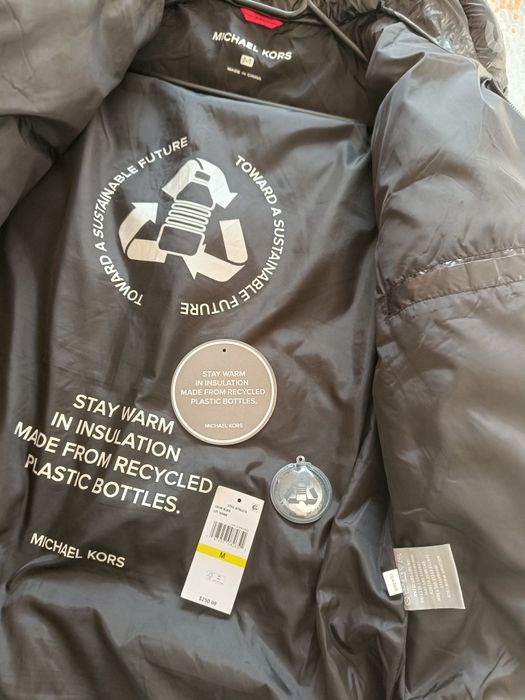 MICHAEL KORS
M
MADE IN CHINA
TOWARD A SUSTAINABLE FUTURE
TOWARD A SUSTAINABLE FUTURE
STAY WARM
IN INSULATION
MADE FROM RECYCLED
PLASTIC BOTTLES.
MICHAEL KORS
STAY WARM
IN INSULATION
MADE FROM RECYCLED
PLASTIC BOTTLES.
MICHAEL KORS
M
$250.00